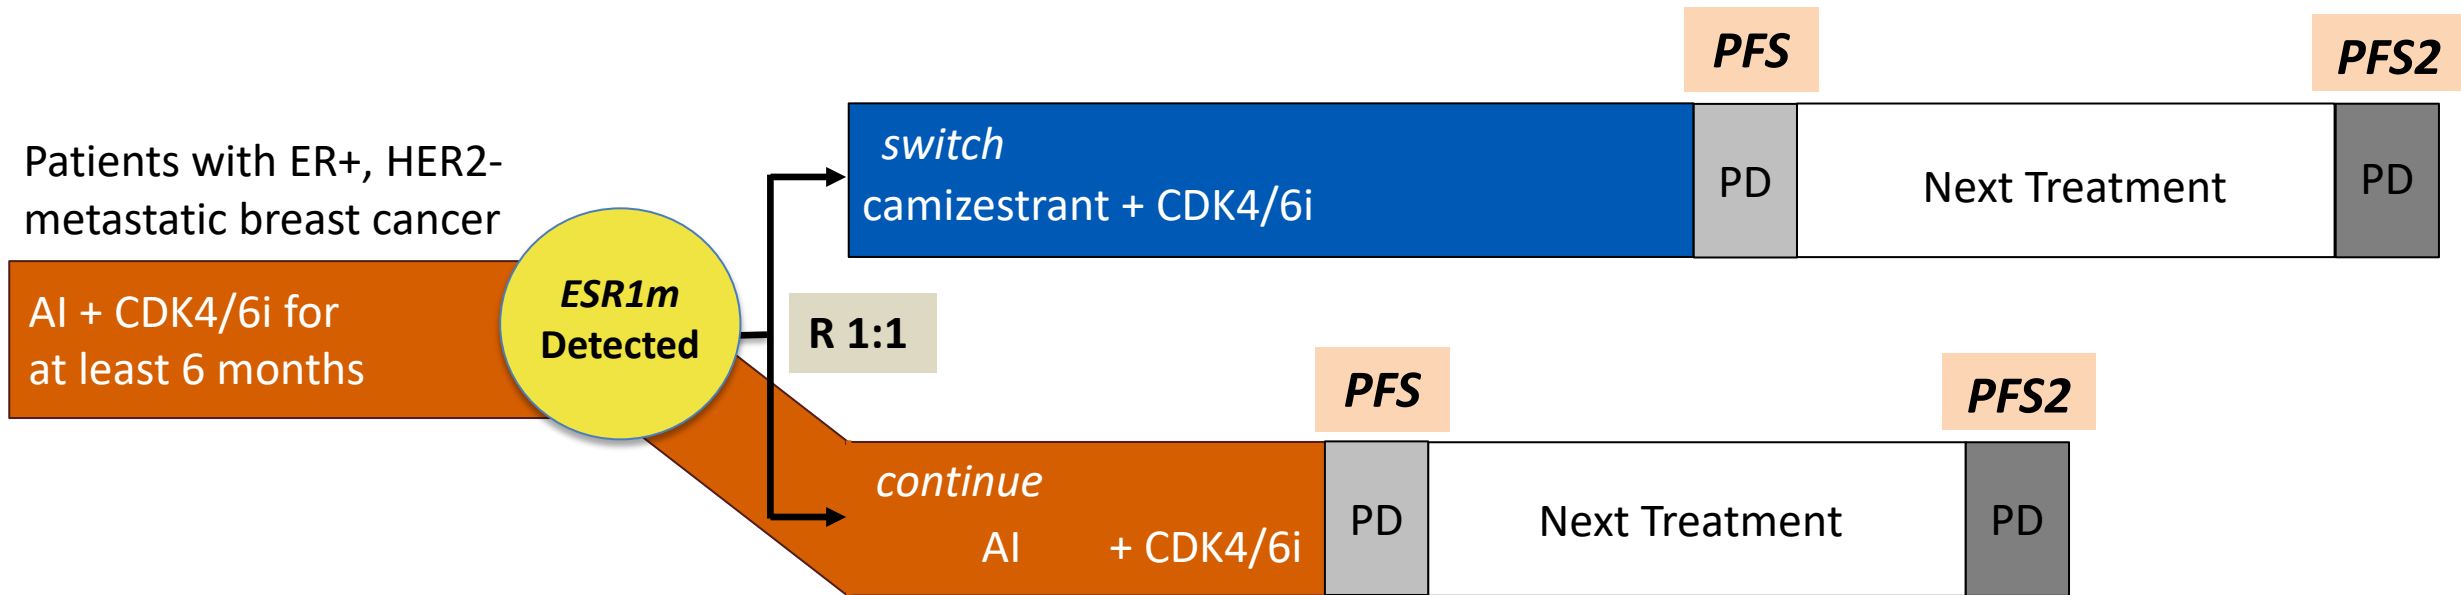 Patients with ER+, HER2-
metastatic breast cancer
AI + CDK4/6i for
at least 6 months
ESR1m
Detected
R 1:1
switch
camizestrant + CDK4/6i
PFS
PD
Next Treatment
PFS2
PD
continue
AI + CDK4/6i
PFS
PD
Next Treatment
PFS2
PD